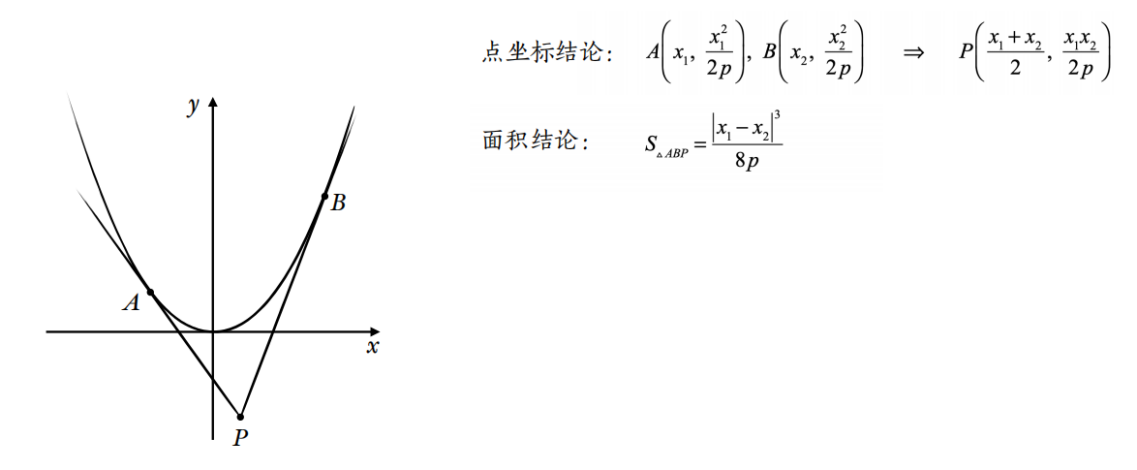 点坐标结论： A(x₁, x₁²/2p), B(x₂, x₂²/2p) ⇒ P((x₁+x₂)/2, x₁x₂/2p)
面积结论： S△ABP = |x₁−x₂|³/8p
y
B
A
x
P